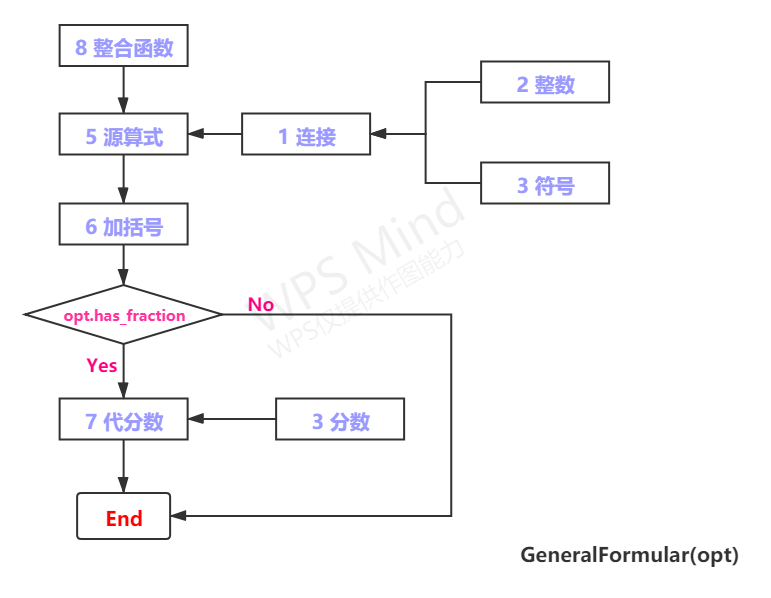 8 整合函数
2 整数
5 源算式
1 连接
3 符号
6 加括号
WPS Mind
WPS仅提供作图能力
No
opt.has_fraction
Yes
7 代分数
3 分数
End
GeneralFormular(opt)